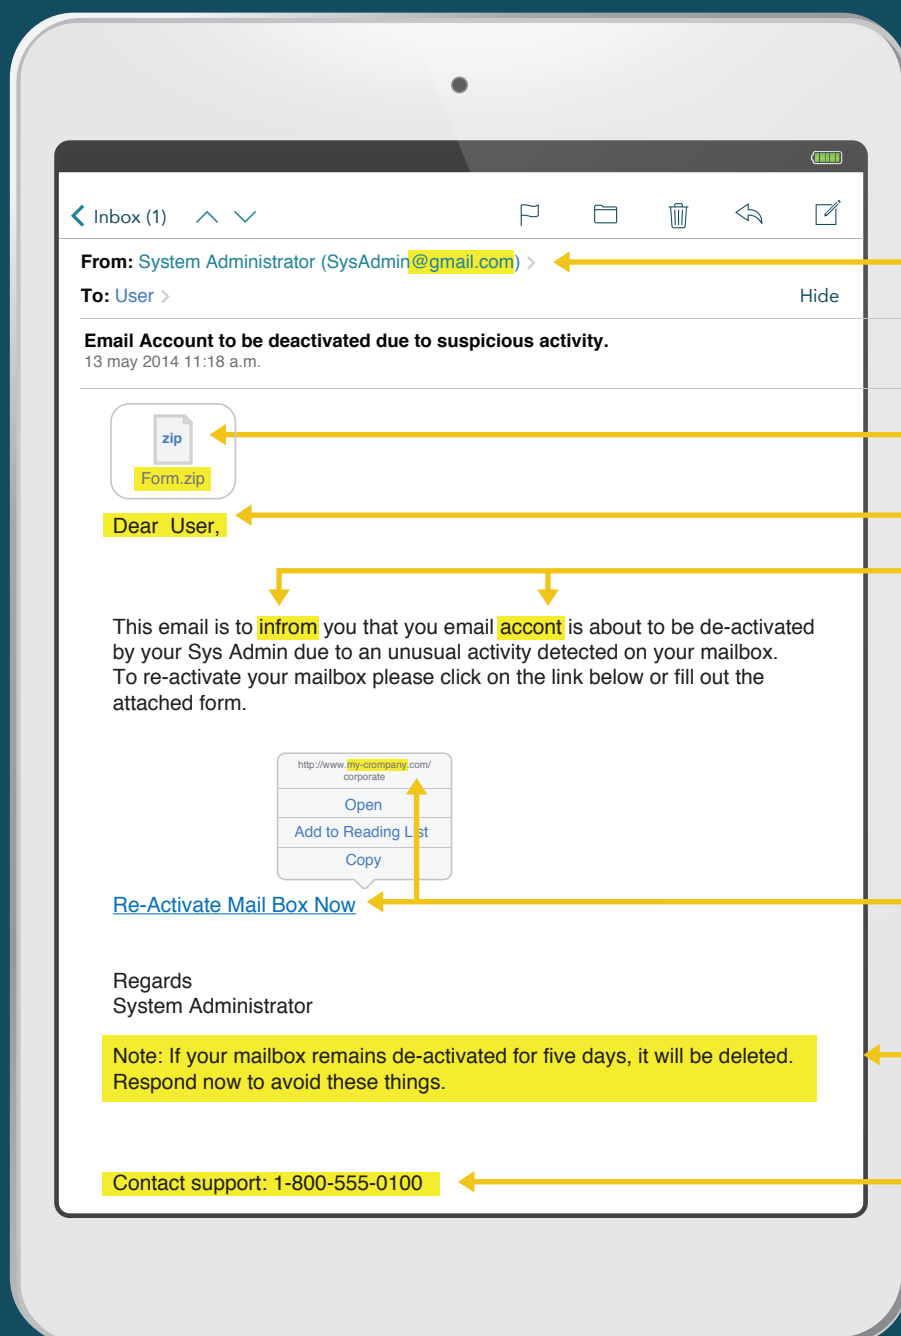 Inbox (1)
From: System Administrator (SysAdmin@gmail.com)
To: User
Hide
Email Account to be deactivated due to suspicious activity.
13 may 2014 11:18 a.m.
zip
Form.zip
Dear User,
This email is to infrom you that you email accont is about to be de-activated
by your Sys Admin due to an unusual activity detected on your mailbox.
To re-activate your mailbox please click on the link below or fill out the
attached form.
http://www.my-crompany.com/
corporate
Open
Add to Reading List
Copy
Re-Activate Mail Box Now
Regards
System Administrator
Note: If your mailbox remains de-activated for five days, it will be deleted.
Respond now to avoid these things.
Contact support: 1-800-555-0100